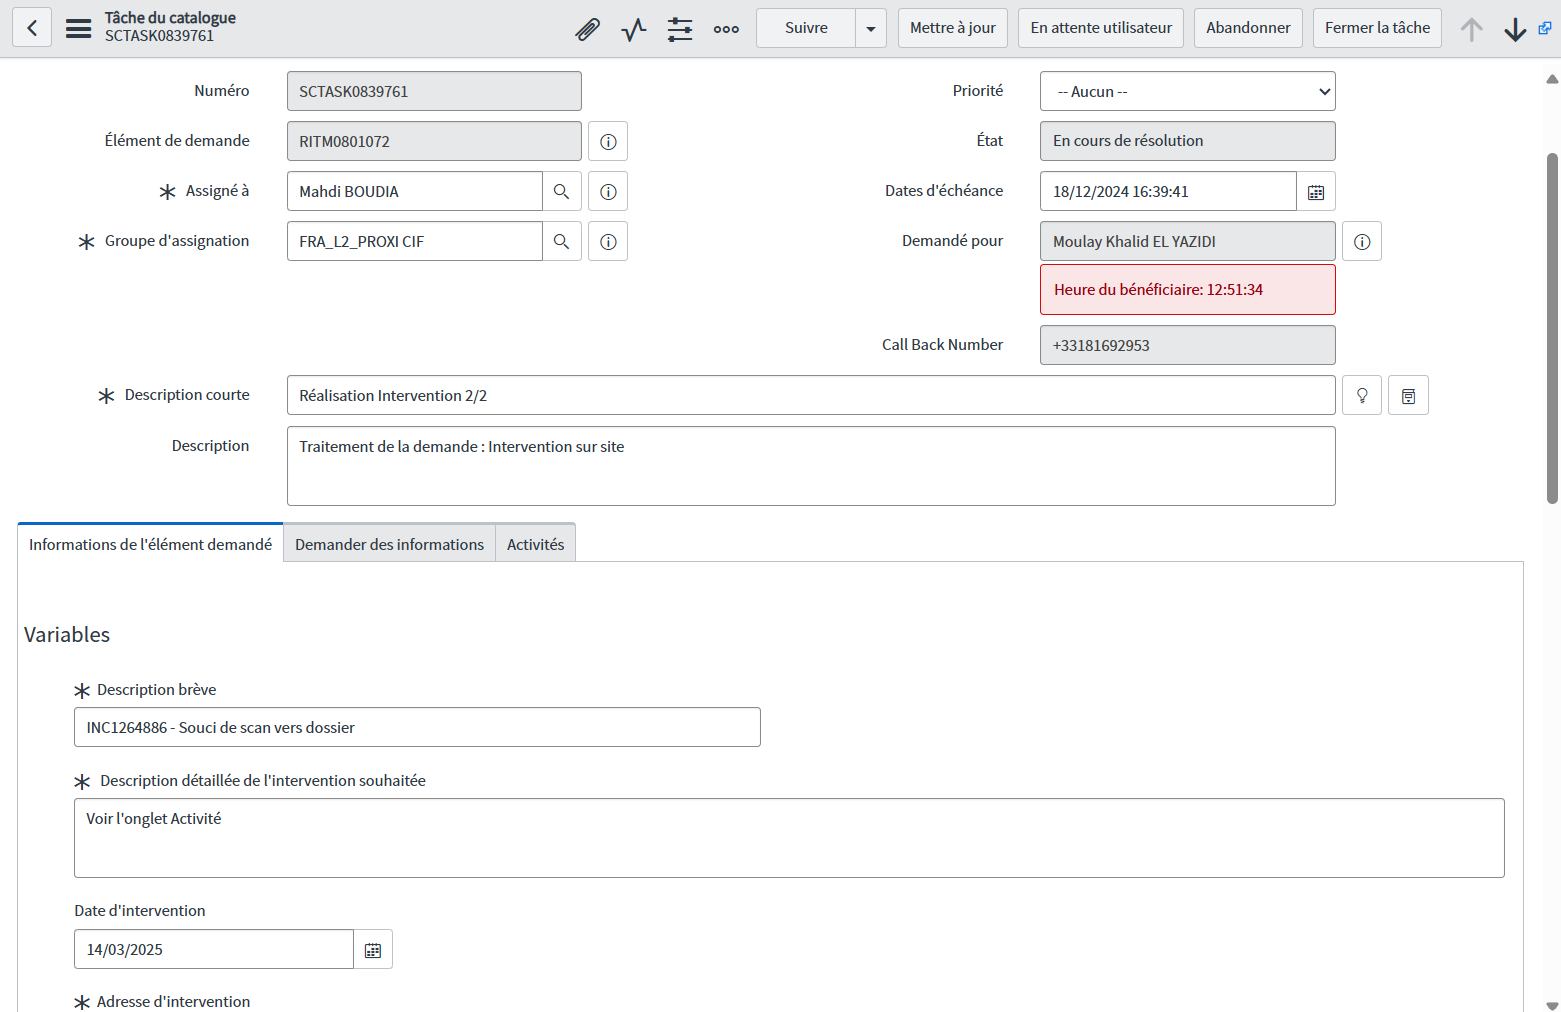 Tâche du catalogue
SCTASK0839761
Suivre
Mettre à jour
En attente utilisateur
Abandonner
Fermer la tâche
Numéro
SCTASK0839761
Priorité
-- Aucun --
Élément de demande
RITM0801072
État
En cours de résolution
Assigné à
Mahdi BOUDIA
Dates d'échéance
18/12/2024 16:39:41
Groupe d'assignation
FRA_L2_PROXI CIF
Demandé pour
Moulay Khalid EL YAZIDI
Heure du bénéficiaire: 12:51:34
Call Back Number
+33181692953
Description courte
Réalisation Intervention 2/2
Description
Traitement de la demande : Intervention sur site
Informations de l'élément demandé
Demander des informations
Activités
Variables
Description brève
INC1264886 - Souci de scan vers dossier
Description détaillée de l'intervention souhaitée
Voir l'onglet Activité
Date d'intervention
14/03/2025
Adresse d'intervention